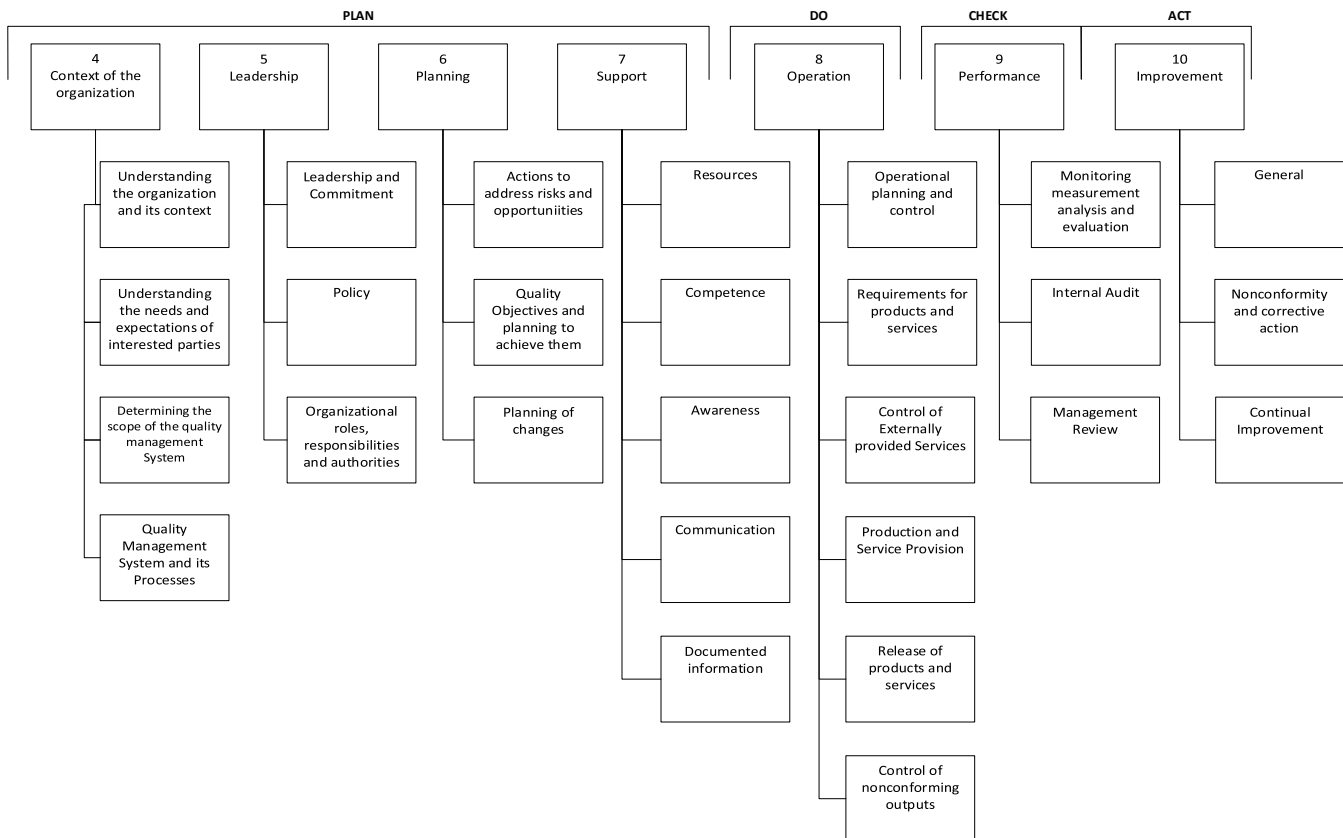 PLAN
DO
CHECK
ACT
4
Context of the
organization
5
Leadership
6
Planning
7
Support
8
Operation
9
Performance
10
Improvement
Understanding
the organization
and its context
Understanding
the needs and
expectations of
interested parties
Determining the
scope of the quality
management
System
Quality
Management
System and its
Processes
Leadership and
Commitment
Policy
Organizational
roles,
responsibilities
and authorities
Actions to
address risks and
opportuniities
Quality
Objectives and
planning to
achieve them
Planning of
changes
Resources
Competence
Awareness
Communication
Documented
information
Operational
planning and
control
Requirements for
products and
services
Control of
Externally
provided Services
Production and
Service Provision
Release of
products and
services
Control of
nonconforming
outputs
Monitoring
measurement
analysis and
evaluation
Internal Audit
Management
Review
General
Nonconformity
and corrective
action
Continual
Improvement